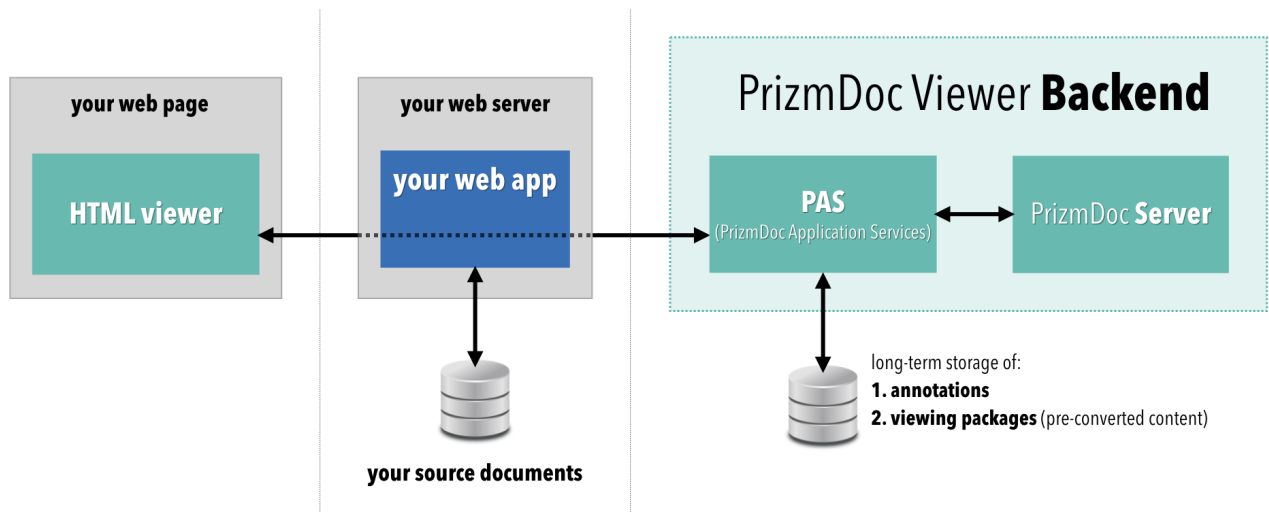 your web page
HTML viewer
your web server
your web app
your source documents
PrizmDoc Viewer Backend
PAS
(PrizmDoc Application Services)
PrizmDoc Server
long-term storage of:
1. annotations
2. viewing packages (pre-converted content)